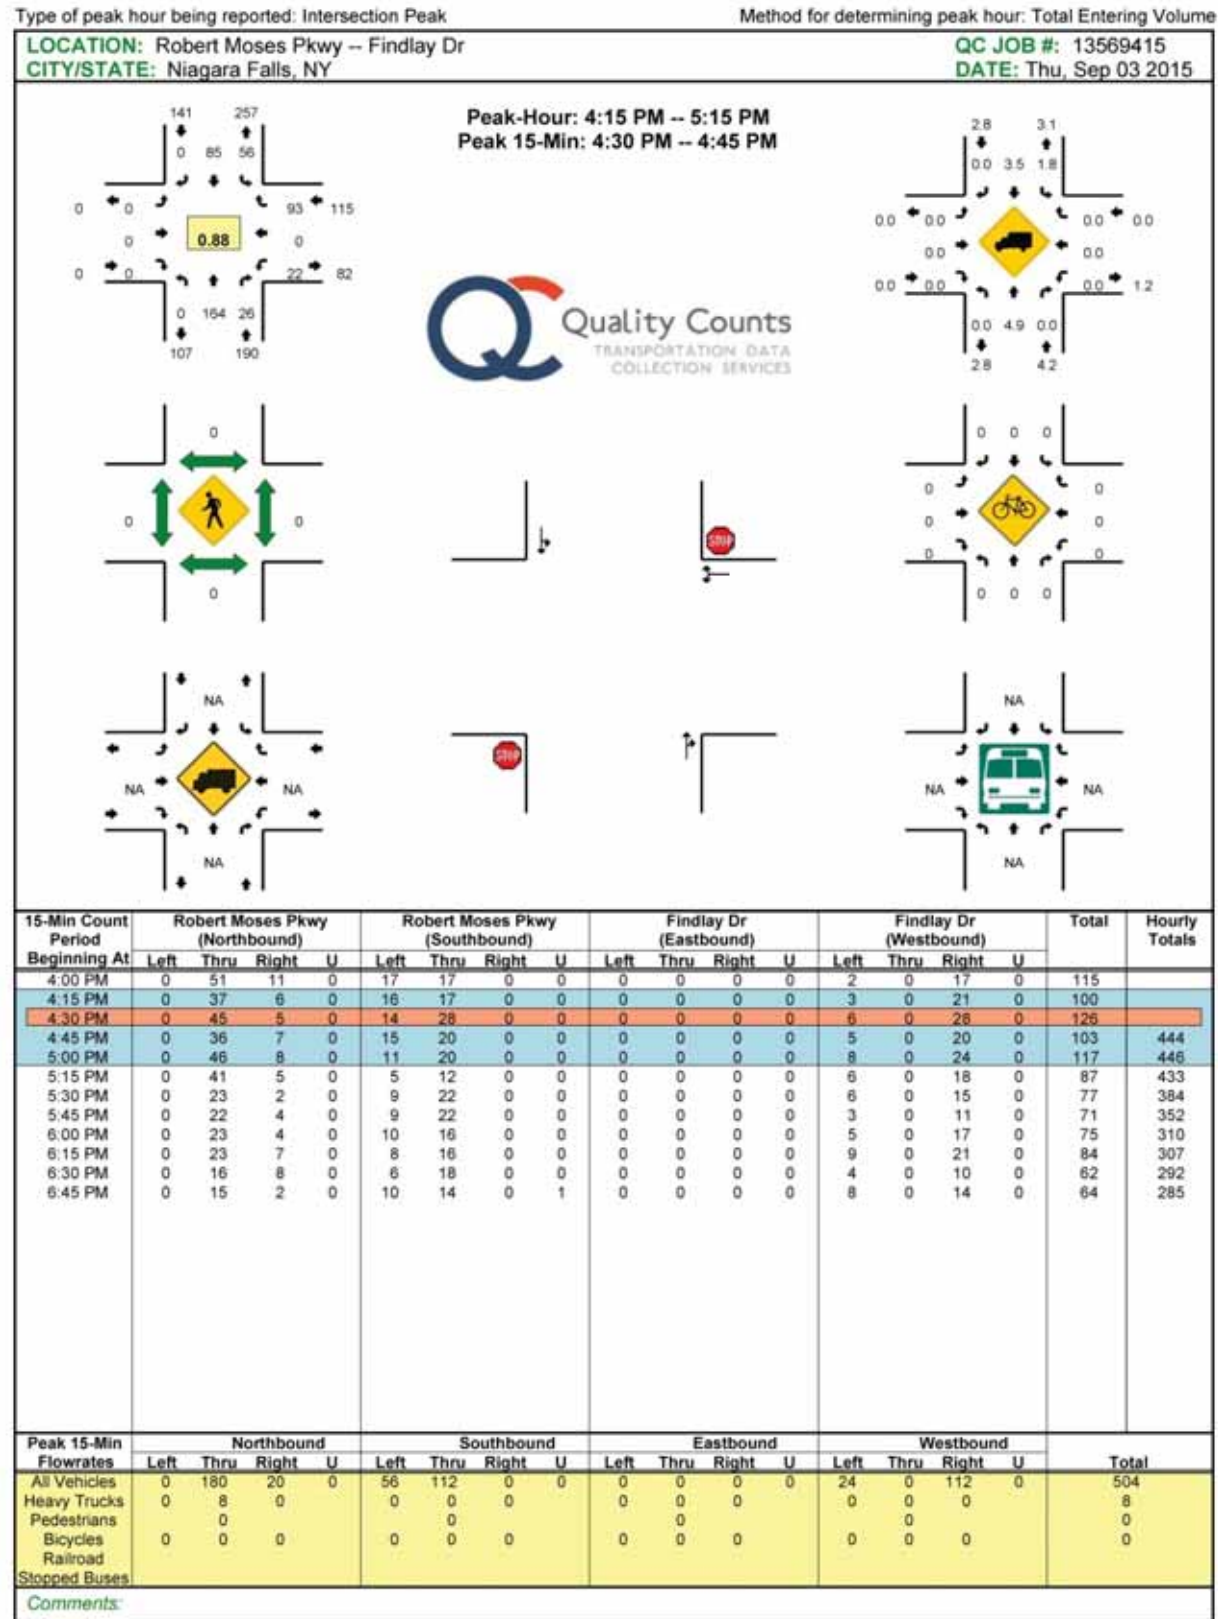 Type of peak hour being reported: Intersection Peak Method for determining peak hour: Total Entering Volume
LOCATION: Robert Moses Pkwy -- Findlay Dr QC JOB #: 13569415
CITY/STATE: Niagara Falls, NY DATE: Thu, Sep 03 2015
Peak-Hour: 4:15 PM -- 5:15 PM
Peak 15-Min: 4:30 PM -- 4:45 PM
141 257
0 85 56
0 0 93 115
0 0.88 0
0 0 22 82
0 164 26
107 190
2.8 3.1
0.0 3.5 1.8
0.0 0.0 0.0 0.0
0.0 0.0
0.0 0.0 0.0 1.2
0.0 4.9 0.0
2.8 4.2
Quality Counts
TRANSPORTATION DATA
COLLECTION SERVICES
0
0 0
0
STOP
0 0 0
0 0
0 0
0 0
0 0 0
NA
NA NA
NA
STOP
NA
NA NA
NA
15-Min Count Period Beginning At Robert Moses Pkwy (Northbound) Robert Moses Pkwy (Southbound) Findlay Dr (Eastbound) Findlay Dr (Westbound) Total Hourly Totals
Left Thru Right U Left Thru Right U Left Thru Right U Left Thru Right U
4:00 PM 0 51 11 0 17 17 0 0 0 0 0 0 2 0 17 0 115
4:15 PM 0 37 6 0 16 17 0 0 0 0 0 0 3 0 21 0 100
4:30 PM 0 45 5 0 14 28 0 0 0 0 0 0 6 0 28 0 126
4:45 PM 0 36 7 0 15 20 0 0 0 0 0 0 5 0 20 0 103 444
5:00 PM 0 46 8 0 11 20 0 0 0 0 0 0 8 0 24 0 117 446
5:15 PM 0 41 5 0 5 12 0 0 0 0 0 0 6 0 18 0 87 433
5:30 PM 0 23 2 0 9 22 0 0 0 0 0 0 6 0 15 0 77 384
5:45 PM 0 22 4 0 9 22 0 0 0 0 0 0 3 0 11 0 71 352
6:00 PM 0 23 4 0 10 16 0 0 0 0 0 0 5 0 17 0 75 310
6:15 PM 0 23 7 0 8 16 0 0 0 0 0 0 9 0 21 0 84 307
6:30 PM 0 16 8 0 6 18 0 0 0 0 0 0 4 0 10 0 62 292
6:45 PM 0 15 2 0 10 14 0 1 0 0 0 0 8 0 14 0 64 285
Peak 15-Min Flowrates Northbound Southbound Eastbound Westbound Total
Left Thru Right U Left Thru Right U Left Thru Right U Left Thru Right U
All Vehicles 0 180 20 0 56 112 0 0 0 0 0 0 24 0 112 0 504
Heavy Trucks 0 8 0 0 0 0 0 0 0 0 0 0 8
Pedestrians 0 0 0 0 0
Bicycles 0 0 0 0 0 0 0 0 0 0 0 0 0
Railroad
Stopped Buses
Comments: